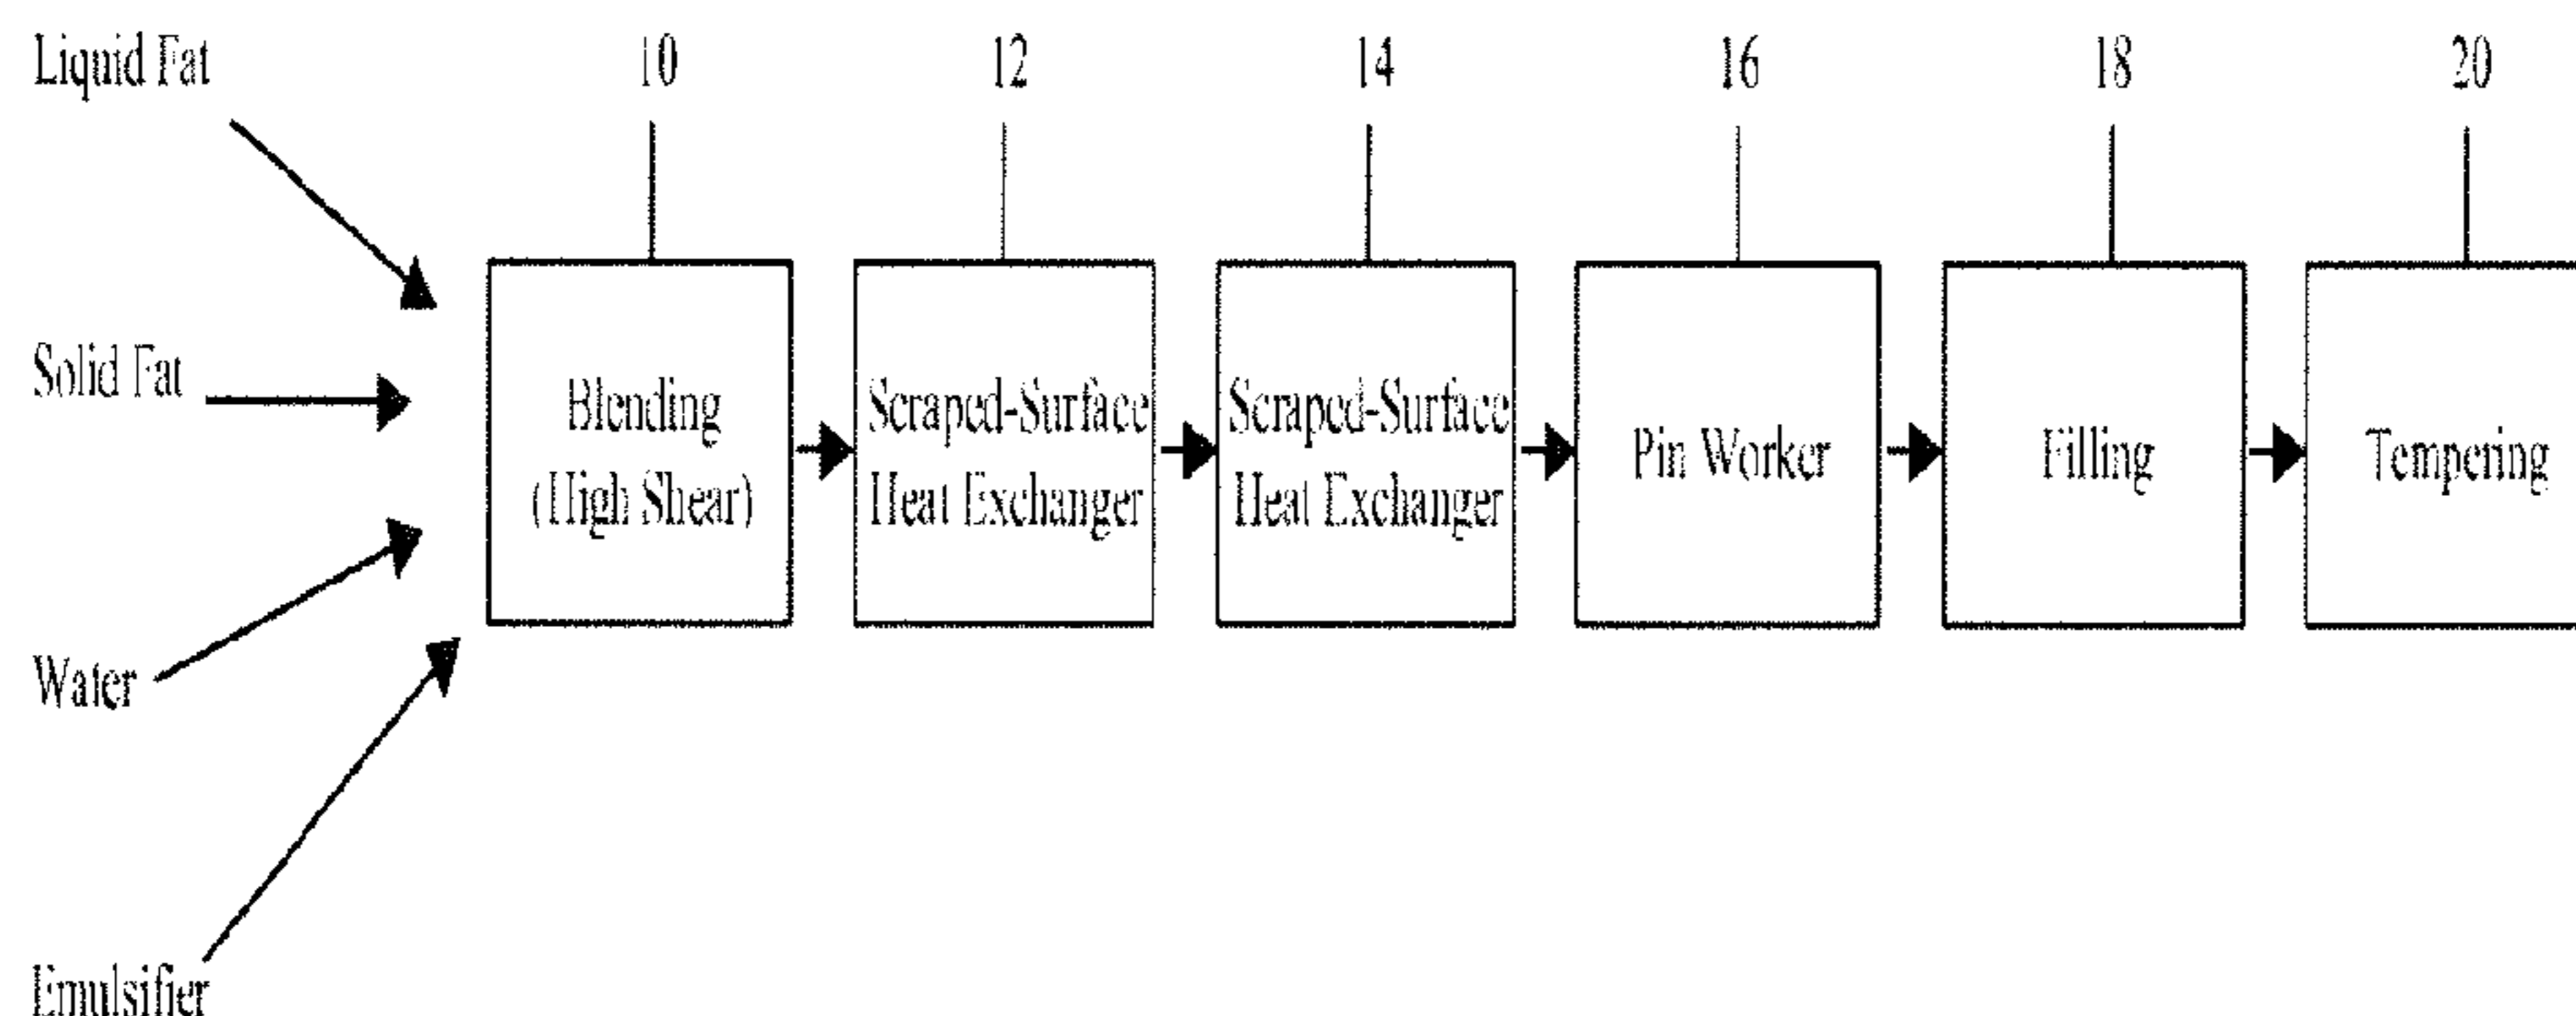 Liquid Fat
10
12
14
16
18
20
Solid Fat
Blending
(High Shear)
Scraped-Surface
Heat Exchanger
Scraped-Surface
Heat Exchanger
Pin Worker
Filling
Tempering
Water
Emulsifier